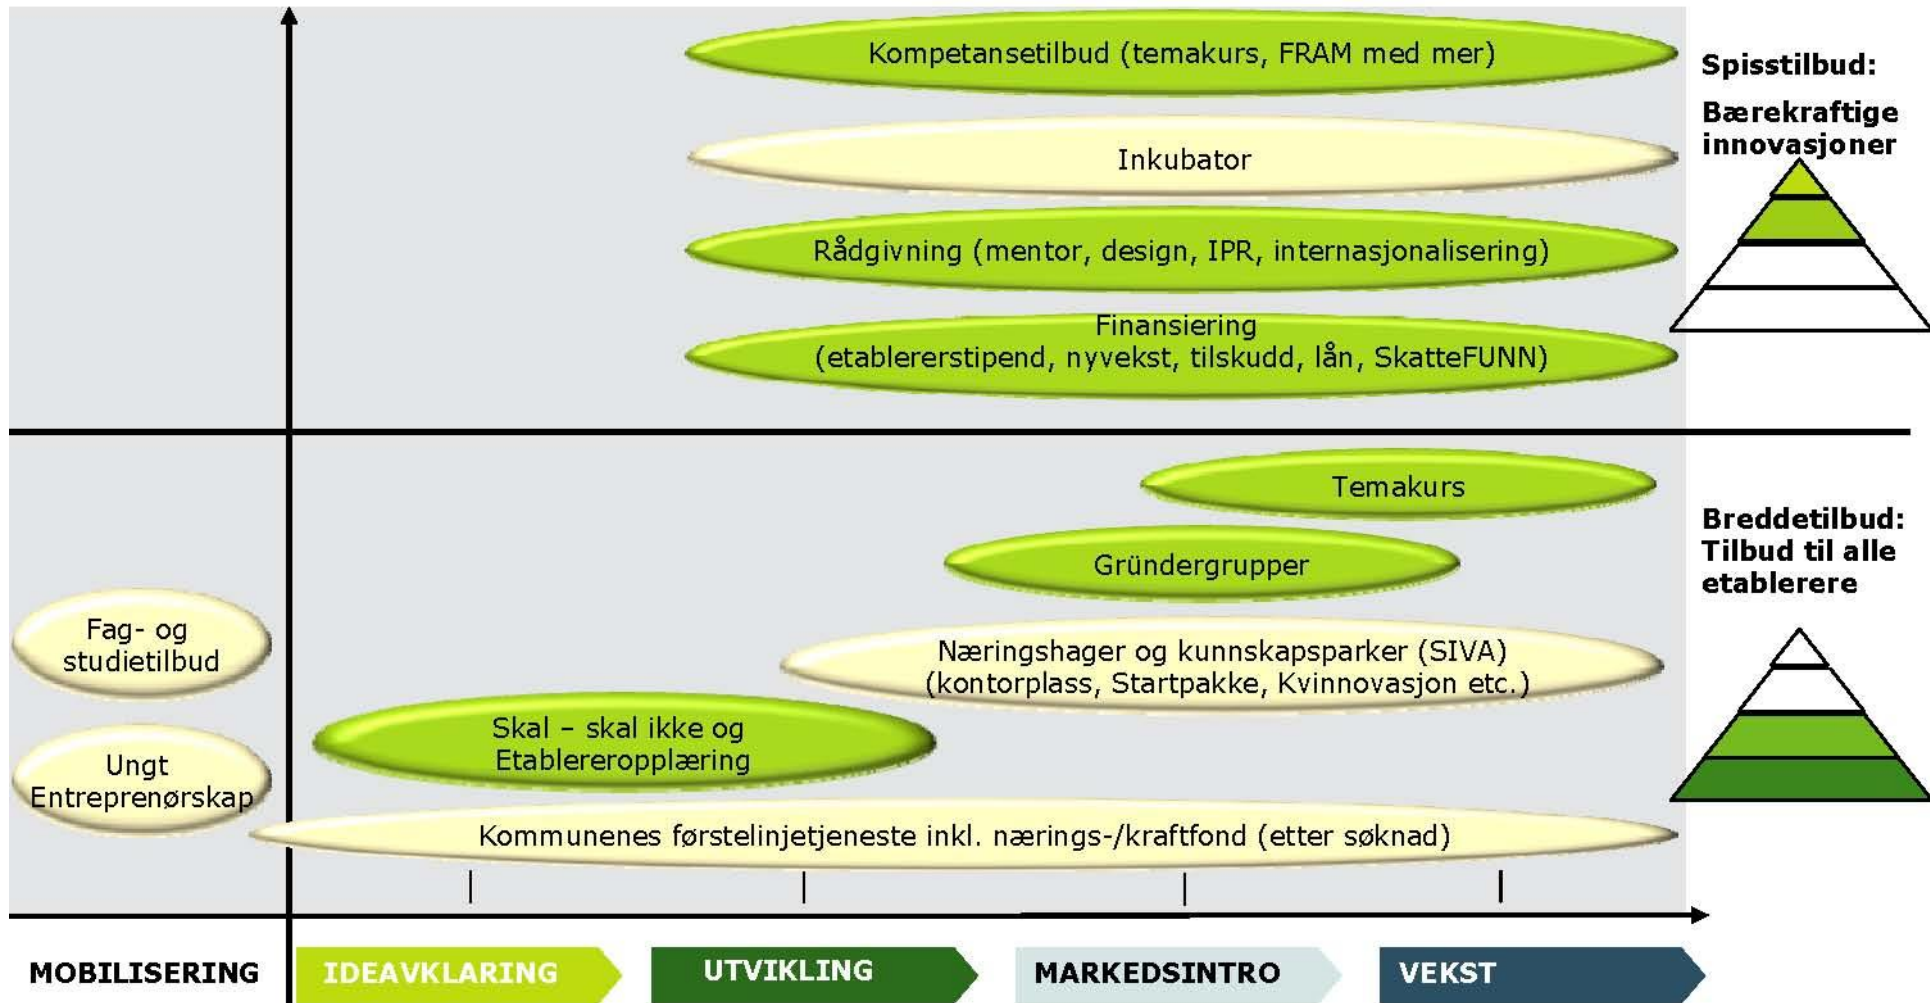 Kompetansetilbud (temakurs, FRAM med mer)
Inkubator
Rådgivning (mentor, design, IPR, internasjonalisering)
Finansiering
(etablererstipend, nyvekst, tilskudd, lån, SkatteFUNN)
Spisstilbud:
Bærekraftige
innovasjoner
Temakurs
Gründergrupper
Næringshager og kunnskapsparker (SIVA)
(kontorplass, Startpakke, Kvinnovasjon etc.)
Skal – skal ikke og
Etablereropplæring
Kommunenes førstelinjetjeneste inkl. nærings-/kraftfond (etter søknad)
Fag- og
studietilbud
Ungt
Entreprenørskap
Breddetilbud:
Tilbud til alle
etablerere
MOBILISERING
IDEAVKLARING
UTVIKLING
MARKEDSINTRO
VEKST